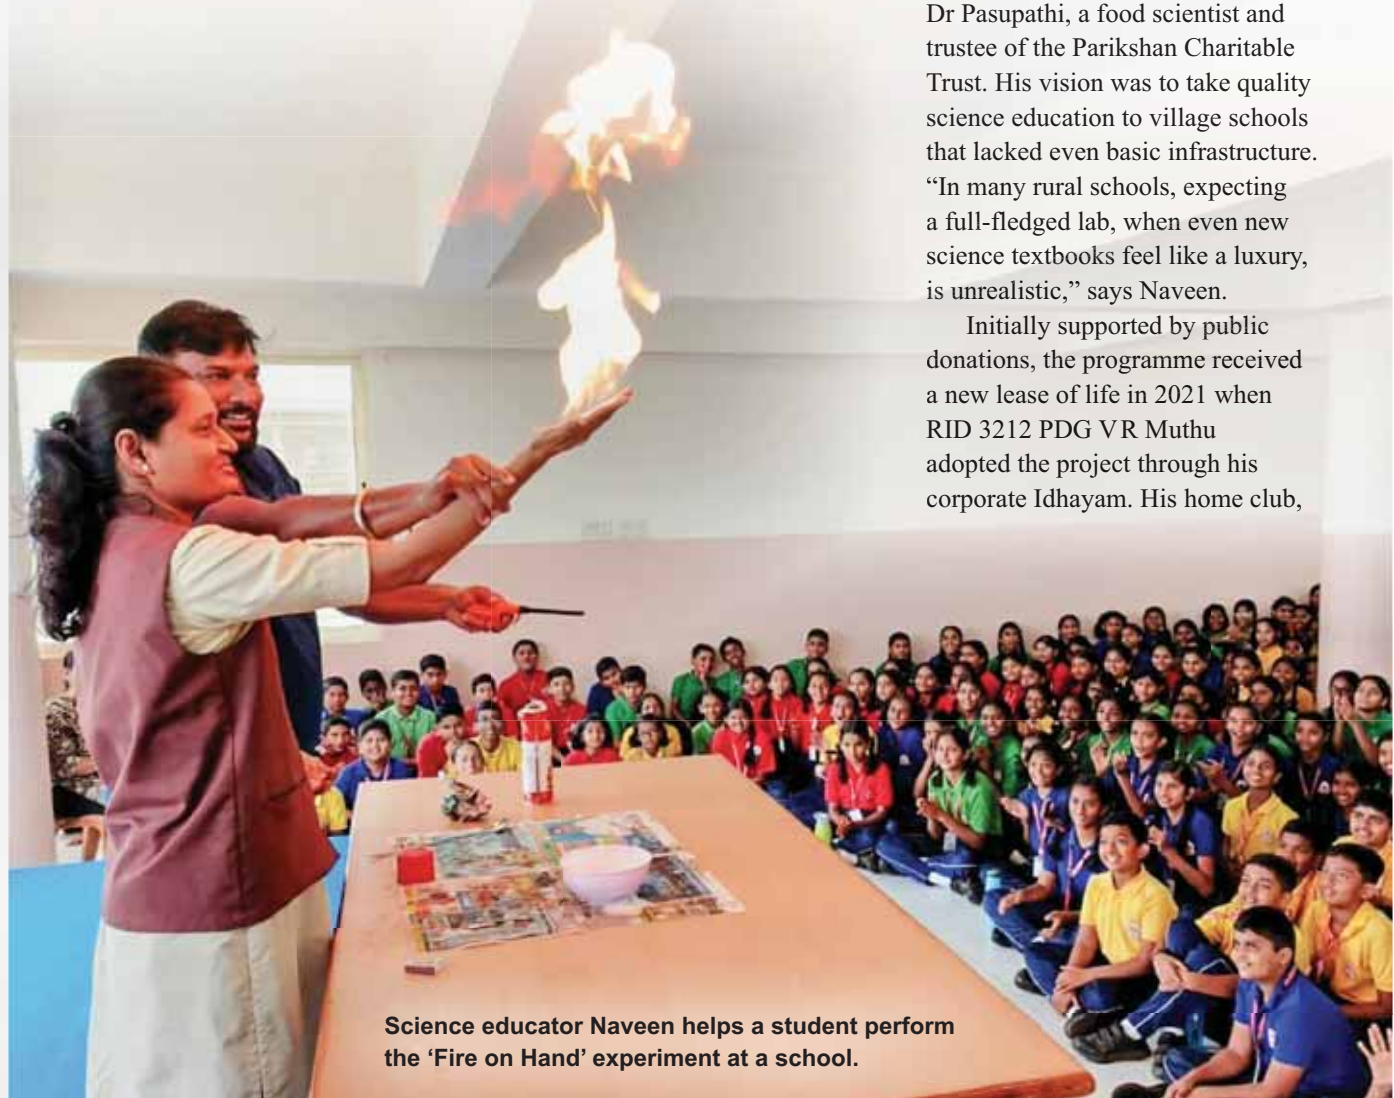 Dr Pasupathi, a food scientist and
trustee of the Parikshan Charitable
Trust. His vision was to take quality
science education to village schools
that lacked even basic infrastructure.
“In many rural schools, expecting
a full-fledged lab, when even new
science textbooks feel like a luxury,
is unrealistic,” says Naveen.
Initially supported by public
donations, the programme received
a new lease of life in 2021 when
RID 3212 PDG VR Muthu
adopted the project through his
corporate Idhayam. His home club,
Science educator Naveen helps a student perform
the ‘Fire on Hand’ experiment at a school.